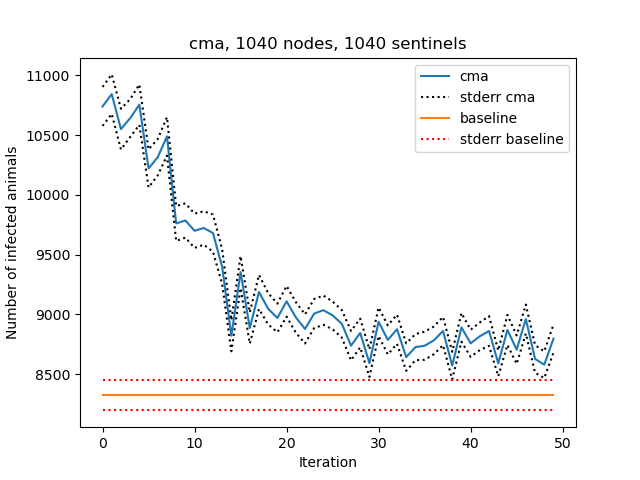 cma, 1040 nodes, 1040 sentinels
cma
stderr cma
baseline
stderr baseline
Number of infected animals
11000
10500
10000
9500
9000
8500
0 10 20 30 40 50
Iteration